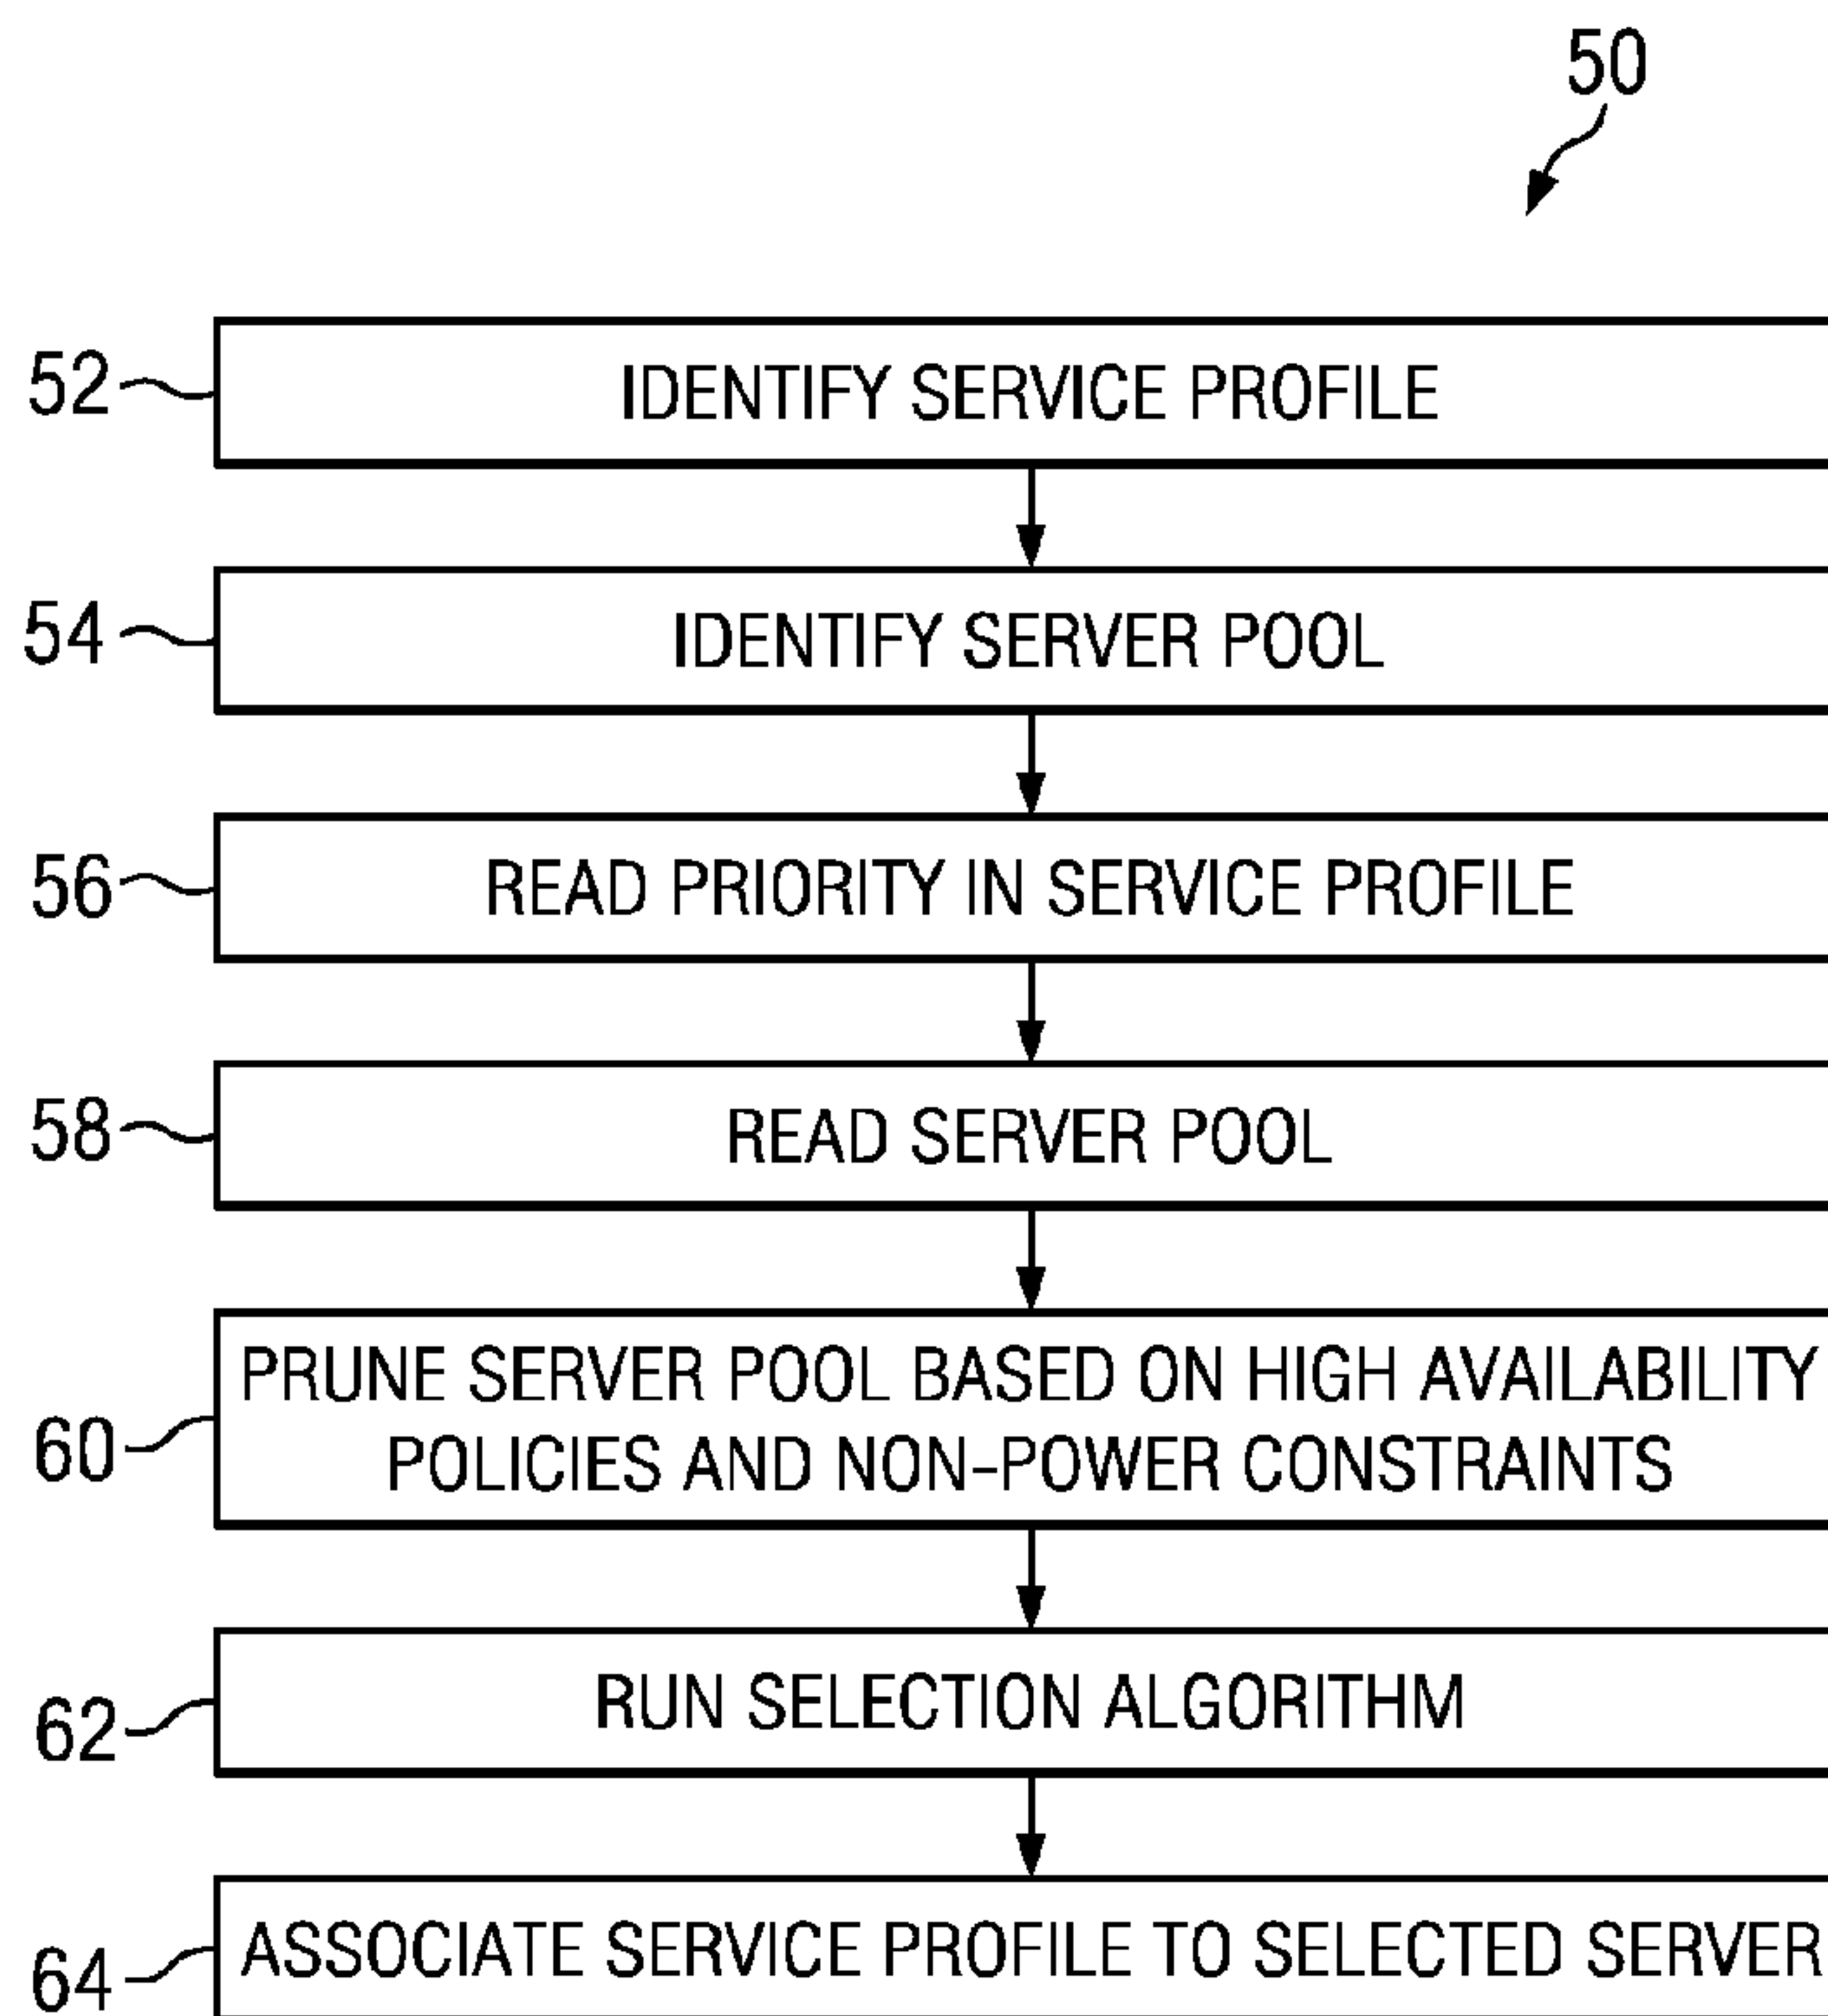 50
52
IDENTIFY SERVICE PROFILE
54
IDENTIFY SERVER POOL
56
READ PRIORITY IN SERVICE PROFILE
58
READ SERVER POOL
60
PRUNE SERVER POOL BASED ON HIGH AVAILABILITY
POLICIES AND NON-POWER CONSTRAINTS
62
RUN SELECTION ALGORITHM
64
ASSOCIATE SERVICE PROFILE TO SELECTED SERVER